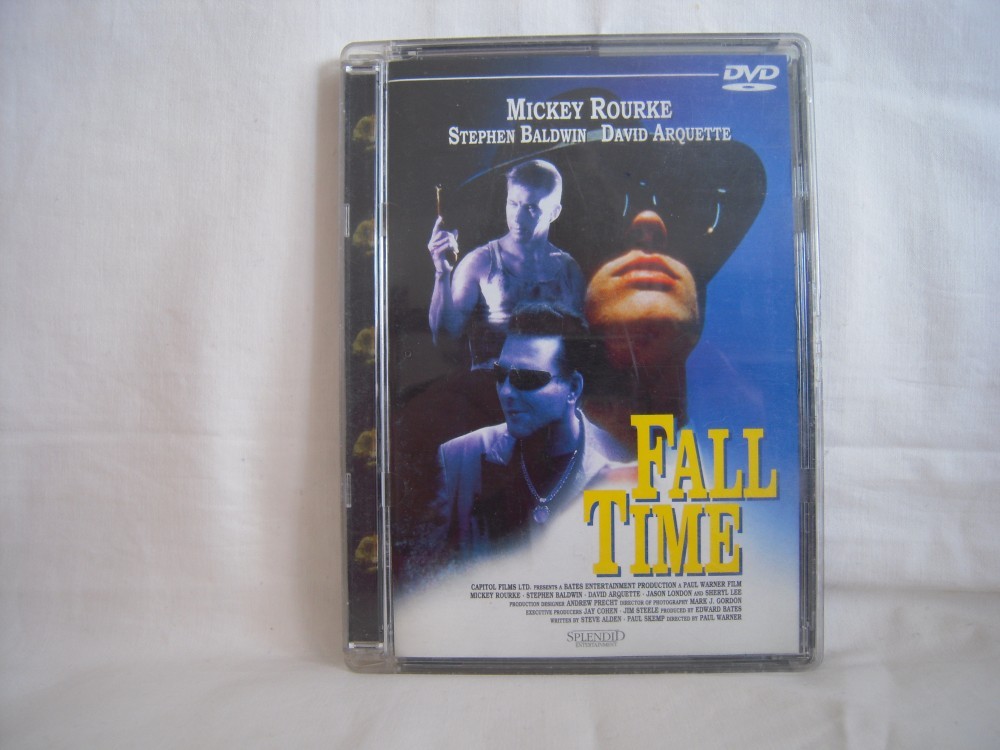 DVD
MICKEY ROURKE
STEPHEN BALDWIN DAVID ARQUETTE
FALL
TIME
CAPITOL FILMS LTD. PRESENTS A BATES ENTERTAINMENT PRODUCTION A PAUL WARNER FILM
MICKEY ROURKE · STEPHEN BALDWIN · DAVID ARQUETTE · JASON LONDON AND SHERYL LEE
PRODUCTION DESIGNER ANDREW PRECHT DIRECTOR OF PHOTOGRAPHY MARK J. GORDON
EXECUTIVE PRODUCERS JAY COHEN · JIM STEELE PRODUCED BY EDWARD BATES
WRITTEN BY STEVE ALDEN · PAUL SKEMP DIRECTED BY PAUL WARNER
SPLENDID
ENTERTAINMENT